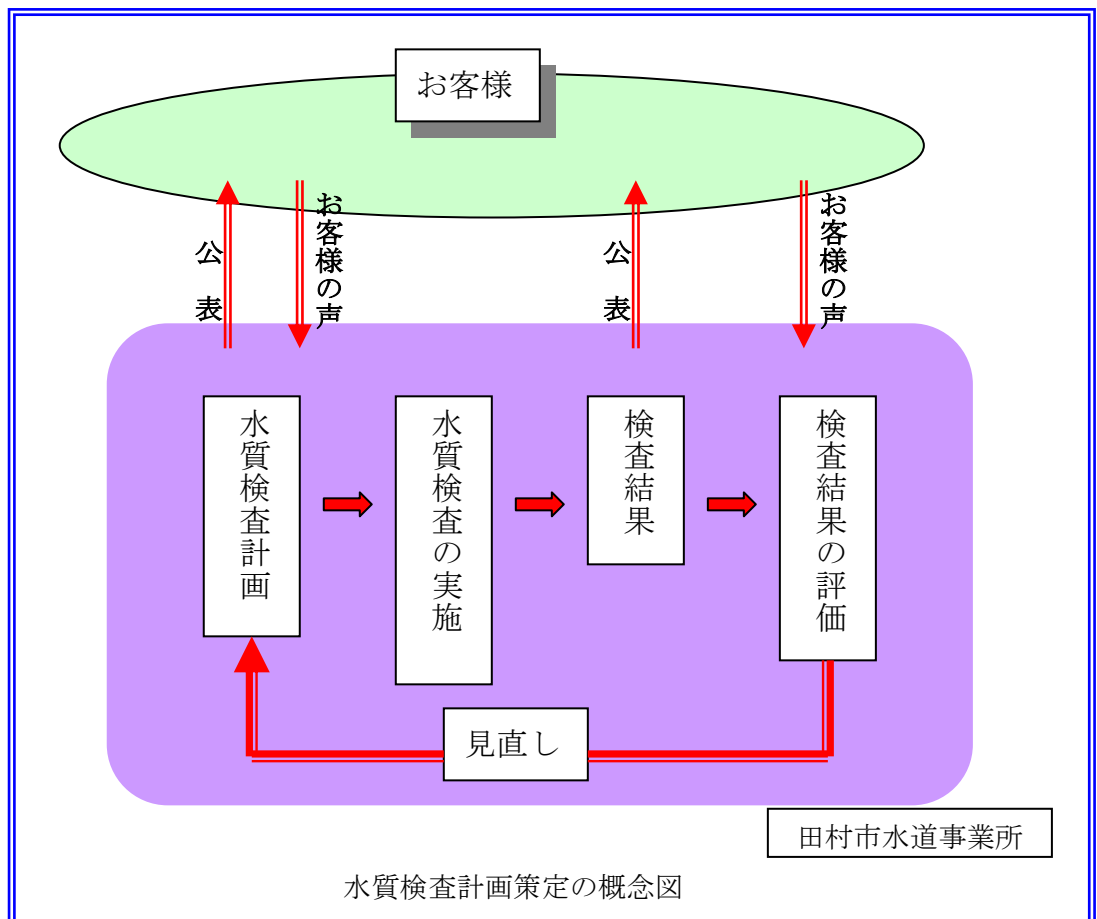 お客様
公表
お客様の声
公表
お客様の声
水質検査計画
水質検査の実施
検査結果
検査結果の評価
見直し
田村市水道事業所
水質検査計画策定の概念図